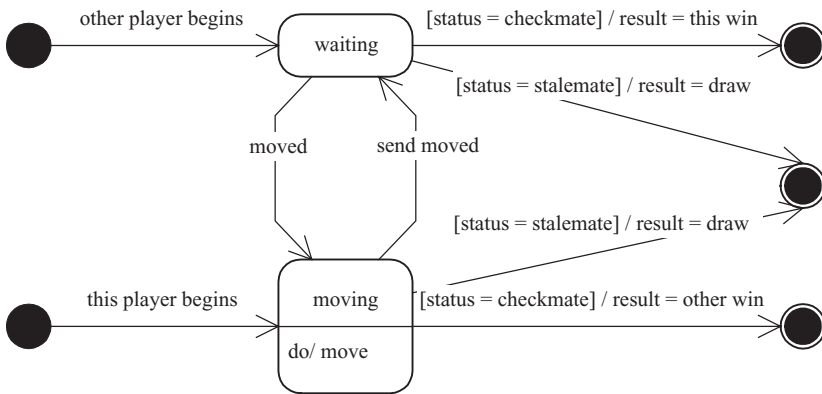 other player begins
waiting
[status = checkmate] / result = this win
[status = stalemate] / result = draw
moved
send moved
[status = stalemate] / result = draw
this player begins
moving
[status = checkmate] / result = other win
do/ move